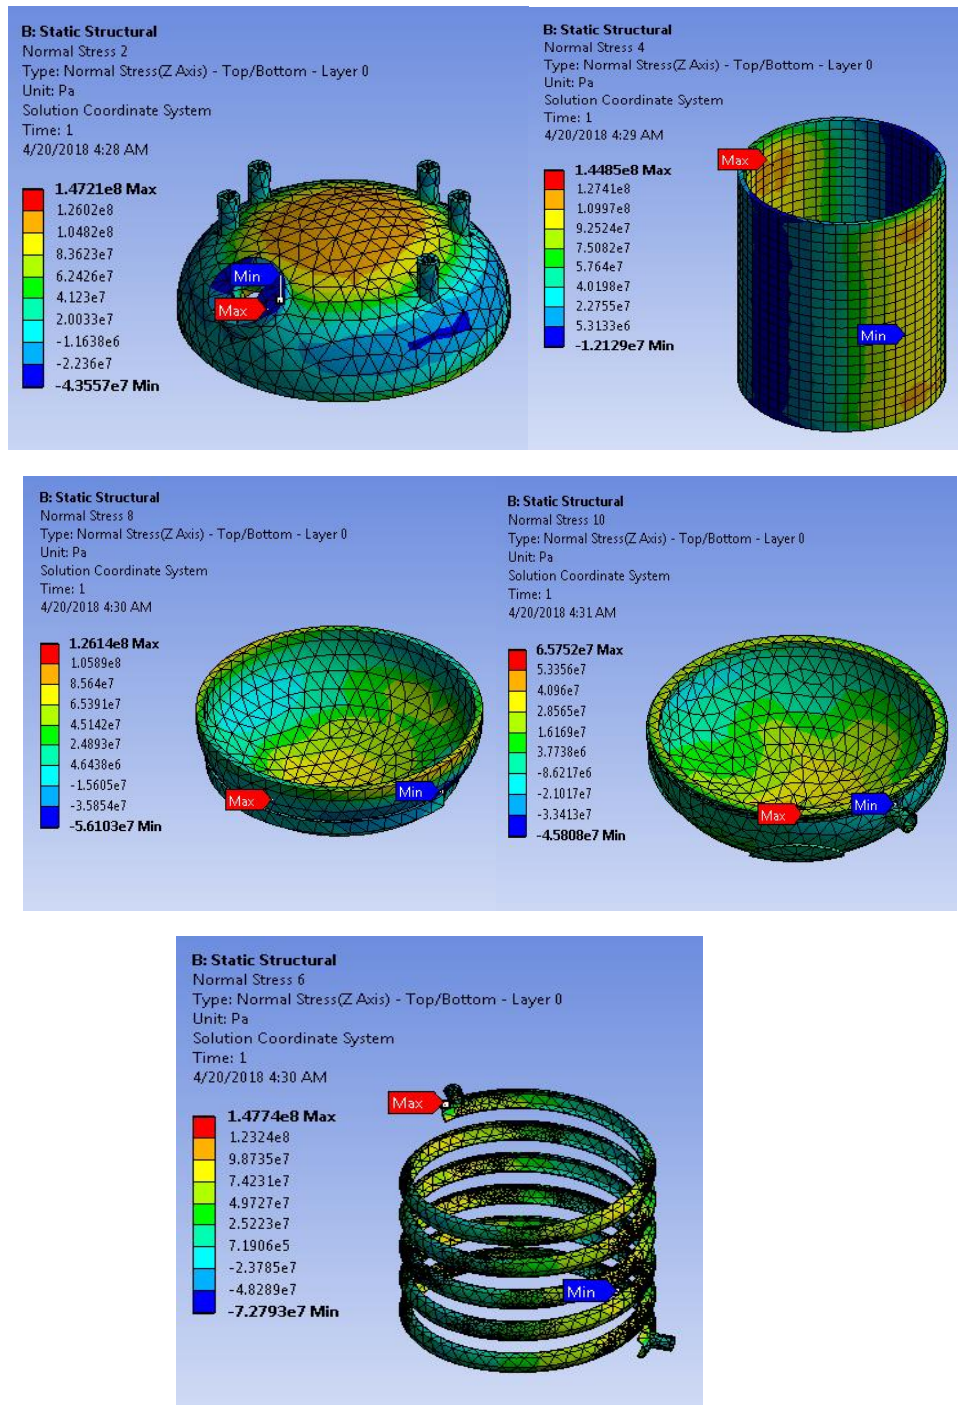 B: Static Structural
Normal Stress 2
Type: Normal Stress(Z Axis) - Top/Bottom - Layer 0
Unit: Pa
Solution Coordinate System
Time: 1
4/20/2018 4:28 AM
1.4721e8 Max
1.2602e8
1.0482e8
8.3623e7
6.2426e7
4.123e7
2.0033e7
-1.1638e6
-2.236e7
-4.3557e7 Min
Min
Max
B: Static Structural
Normal Stress 4
Type: Normal Stress(Z Axis) - Top/Bottom - Layer 0
Unit: Pa
Solution Coordinate System
Time: 1
4/20/2018 4:29 AM
1.4485e8 Max
1.2741e8
1.0997e8
9.2524e7
7.5082e7
5.764e7
4.0198e7
2.2755e7
5.3133e6
-1.2129e7 Min
Max
Min
B: Static Structural
Normal Stress 8
Type: Normal Stress(Z Axis) - Top/Bottom - Layer 0
Unit: Pa
Solution Coordinate System
Time: 1
4/20/2018 4:30 AM
1.2614e8 Max
1.0589e8
8.564e7
6.5391e7
4.5142e7
2.4893e7
4.6438e6
-1.5605e7
-3.5854e7
-5.6103e7 Min
Max
Min
B: Static Structural
Normal Stress 10
Type: Normal Stress(Z Axis) - Top/Bottom - Layer 0
Unit: Pa
Solution Coordinate System
Time: 1
4/20/2018 4:31 AM
6.5752e7 Max
5.3356e7
4.096e7
2.8565e7
1.6169e7
3.7738e6
-8.6217e6
-2.1017e7
-3.3413e7
-4.5808e7 Min
Max
Min
B: Static Structural
Normal Stress 6
Type: Normal Stress(Z Axis) - Top/Bottom - Layer 0
Unit: Pa
Solution Coordinate System
Time: 1
4/20/2018 4:30 AM
1.4774e8 Max
1.2324e8
9.8735e7
7.4231e7
4.9727e7
2.5223e7
7.1906e5
-2.3785e7
-4.8289e7
-7.2793e7 Min
Max
Min